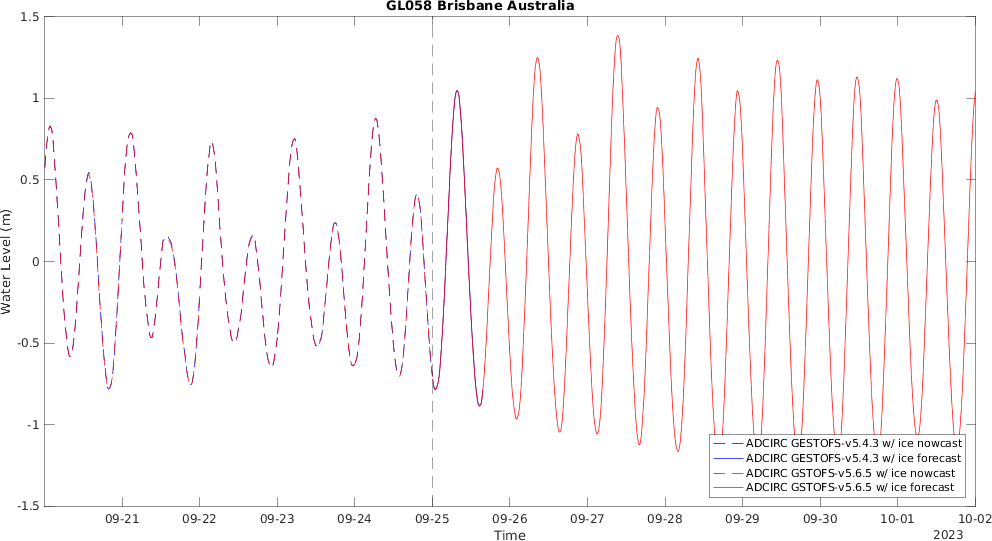 GL058 Brisbane Australia
1.5
1
0.5
0
-0.5
-1
-1.5
Water Level (m)
09-21 09-22 09-23 09-24 09-25 09-26 09-27 09-28 09-29 09-30 10-01 10-02
2023
Time
ADCIRC GESTOFS-v5.4.3 w/ ice nowcast
ADCIRC GESTOFS-v5.4.3 w/ ice forecast
ADCIRC GSTOFS-v5.6.5 w/ ice nowcast
ADCIRC GSTOFS-v5.6.5 w/ ice forecast